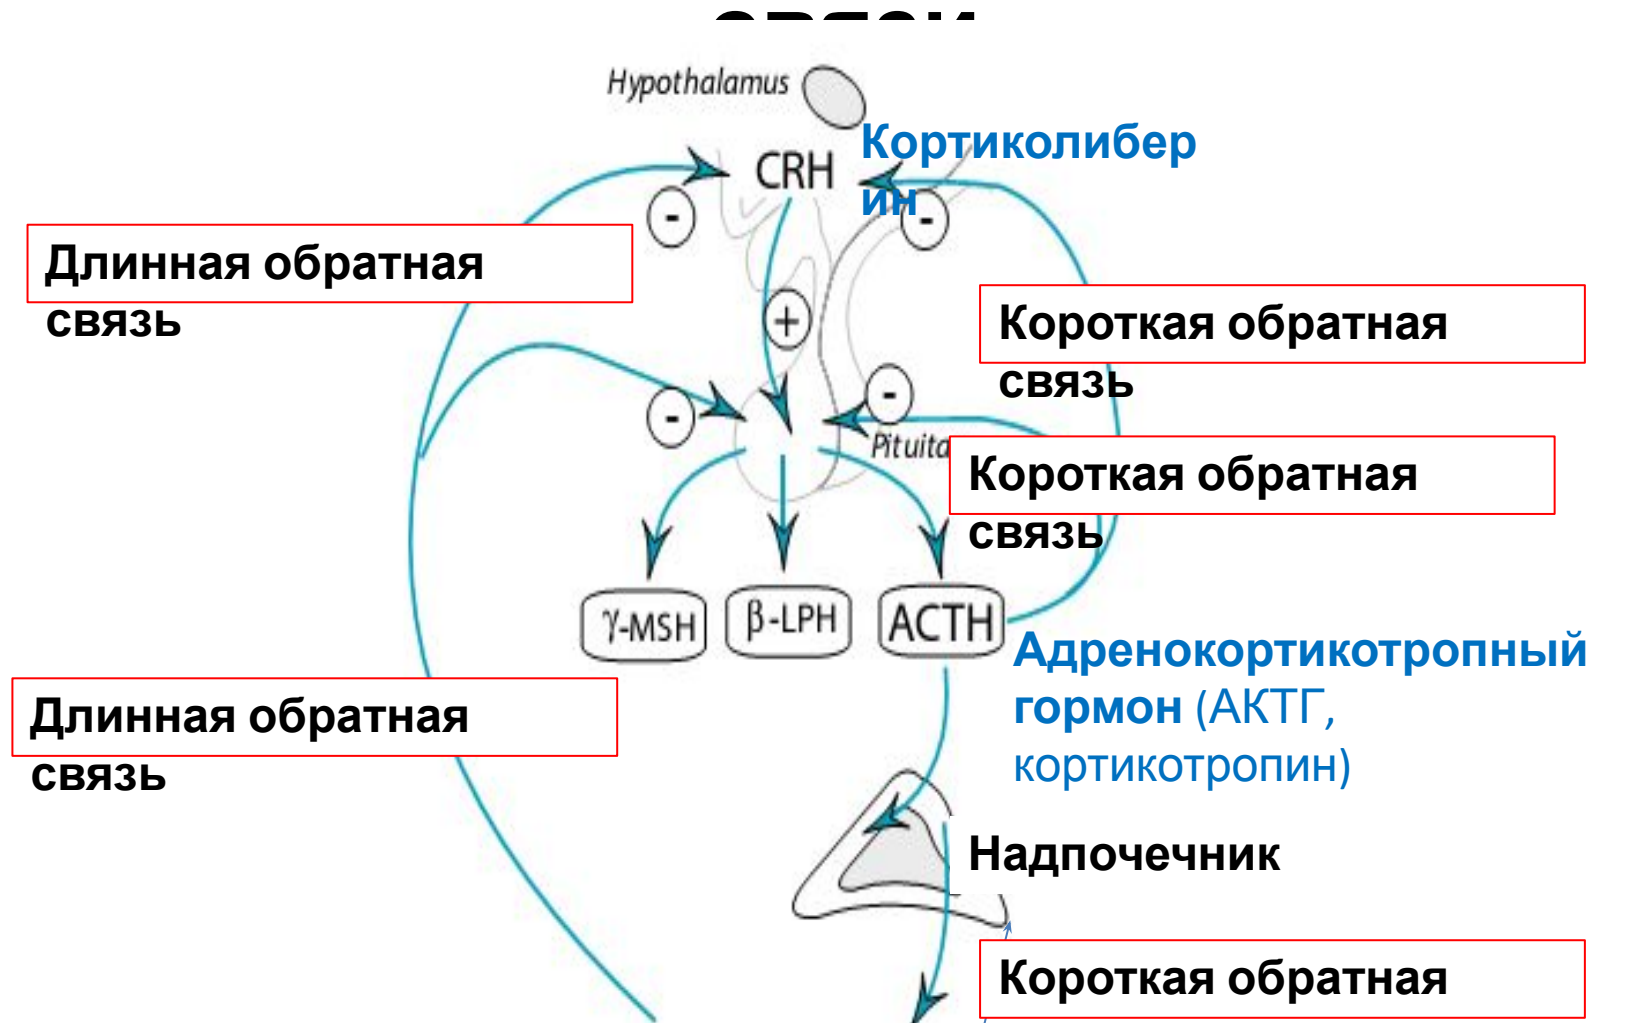 Hypothalamus
Кортиколибер
ин
CRH
-
-
Длинная обратная
связь
+
Короткая обратная
связь
-
-
Короткая обратная
связь
γ-MSH
β-LPH
ACTH
Адренокортикотропный
гормон (АКТГ,
кортикотропин)
Длинная обратная
связь
Надпочечник
Короткая обратная